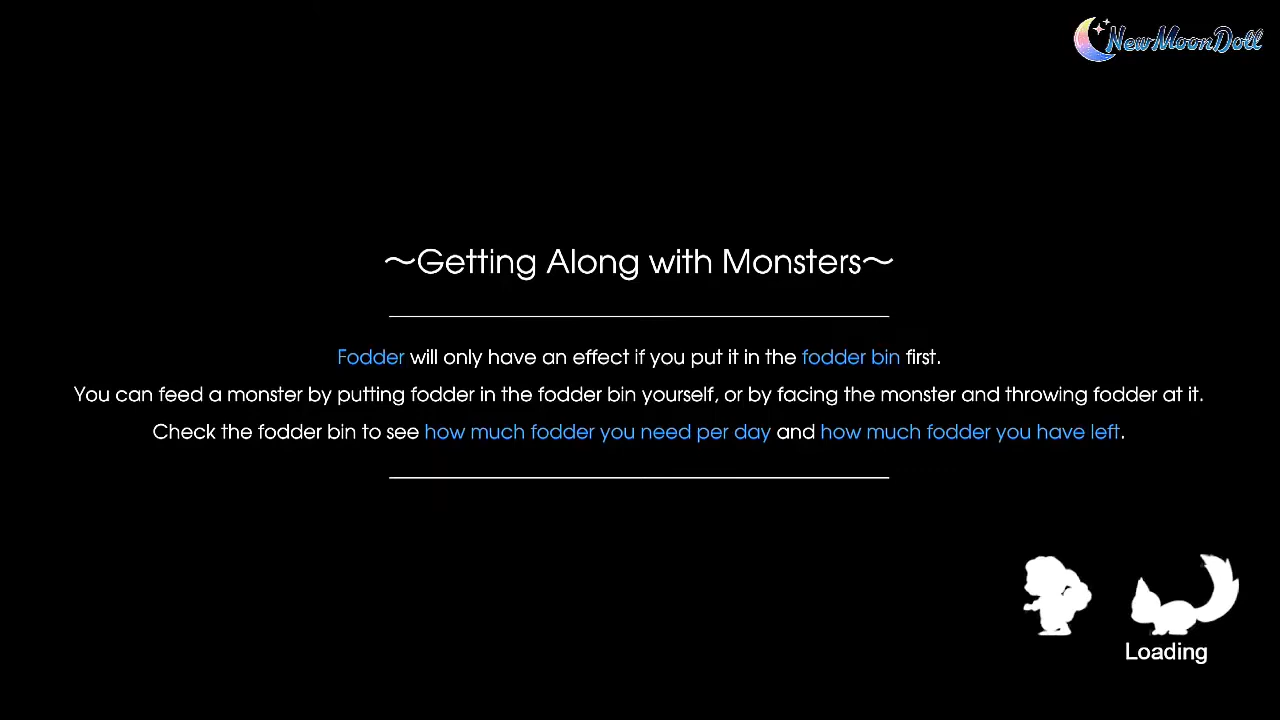 NewMoonDoll
～Getting Along with Monsters～
Fodder will only have an effect if you put it in the fodder bin first.
You can feed a monster by putting fodder in the fodder bin yourself, or by facing the monster and throwing fodder at it.
Check the fodder bin to see how much fodder you need per day and how much fodder you have left.
Loading